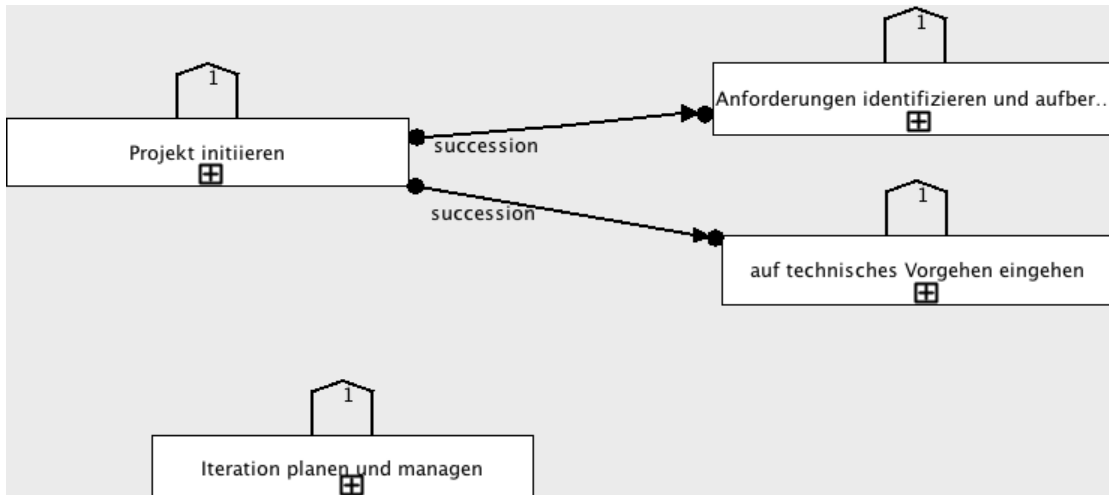 1
1
Anforderungen identifizieren und aufber...
Projekt initiieren
succession
succession
1
auf technisches Vorgehen eingehen
1
Iteration planen und managen